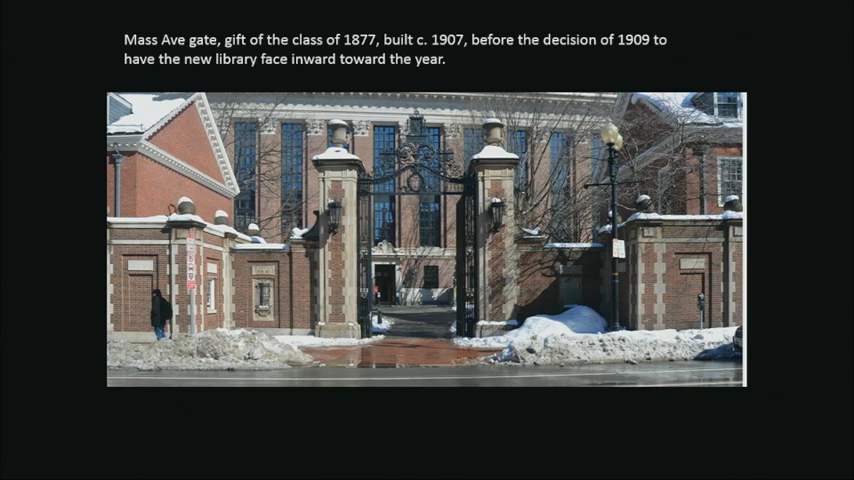 Mass Ave gate, gift of the class of 1877, built c. 1907, before the decision of 1909 to
have the new library face inward toward the year.